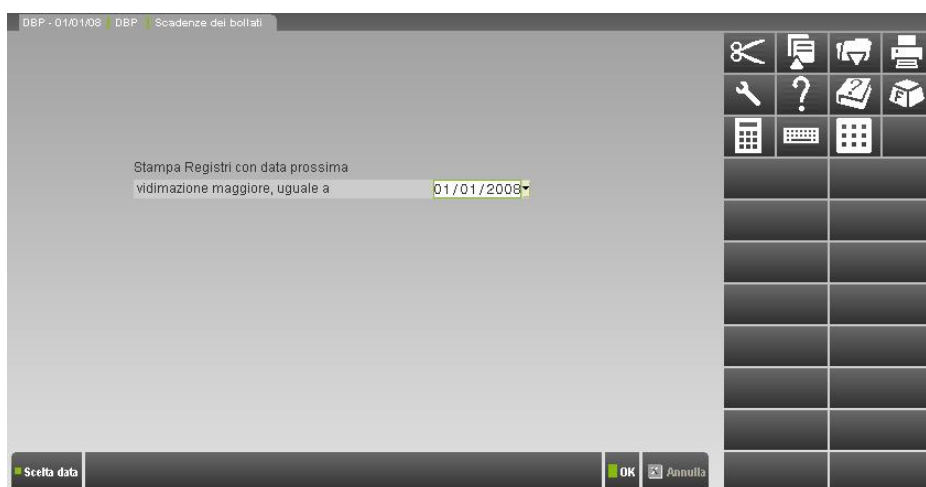 DBP - 01/01/08 DBP Scadenze dei bollati
Stampa Registri con data prossima
vidimazione maggiore, uguale a 01/01/2008
Scelta data OK Annulla
F